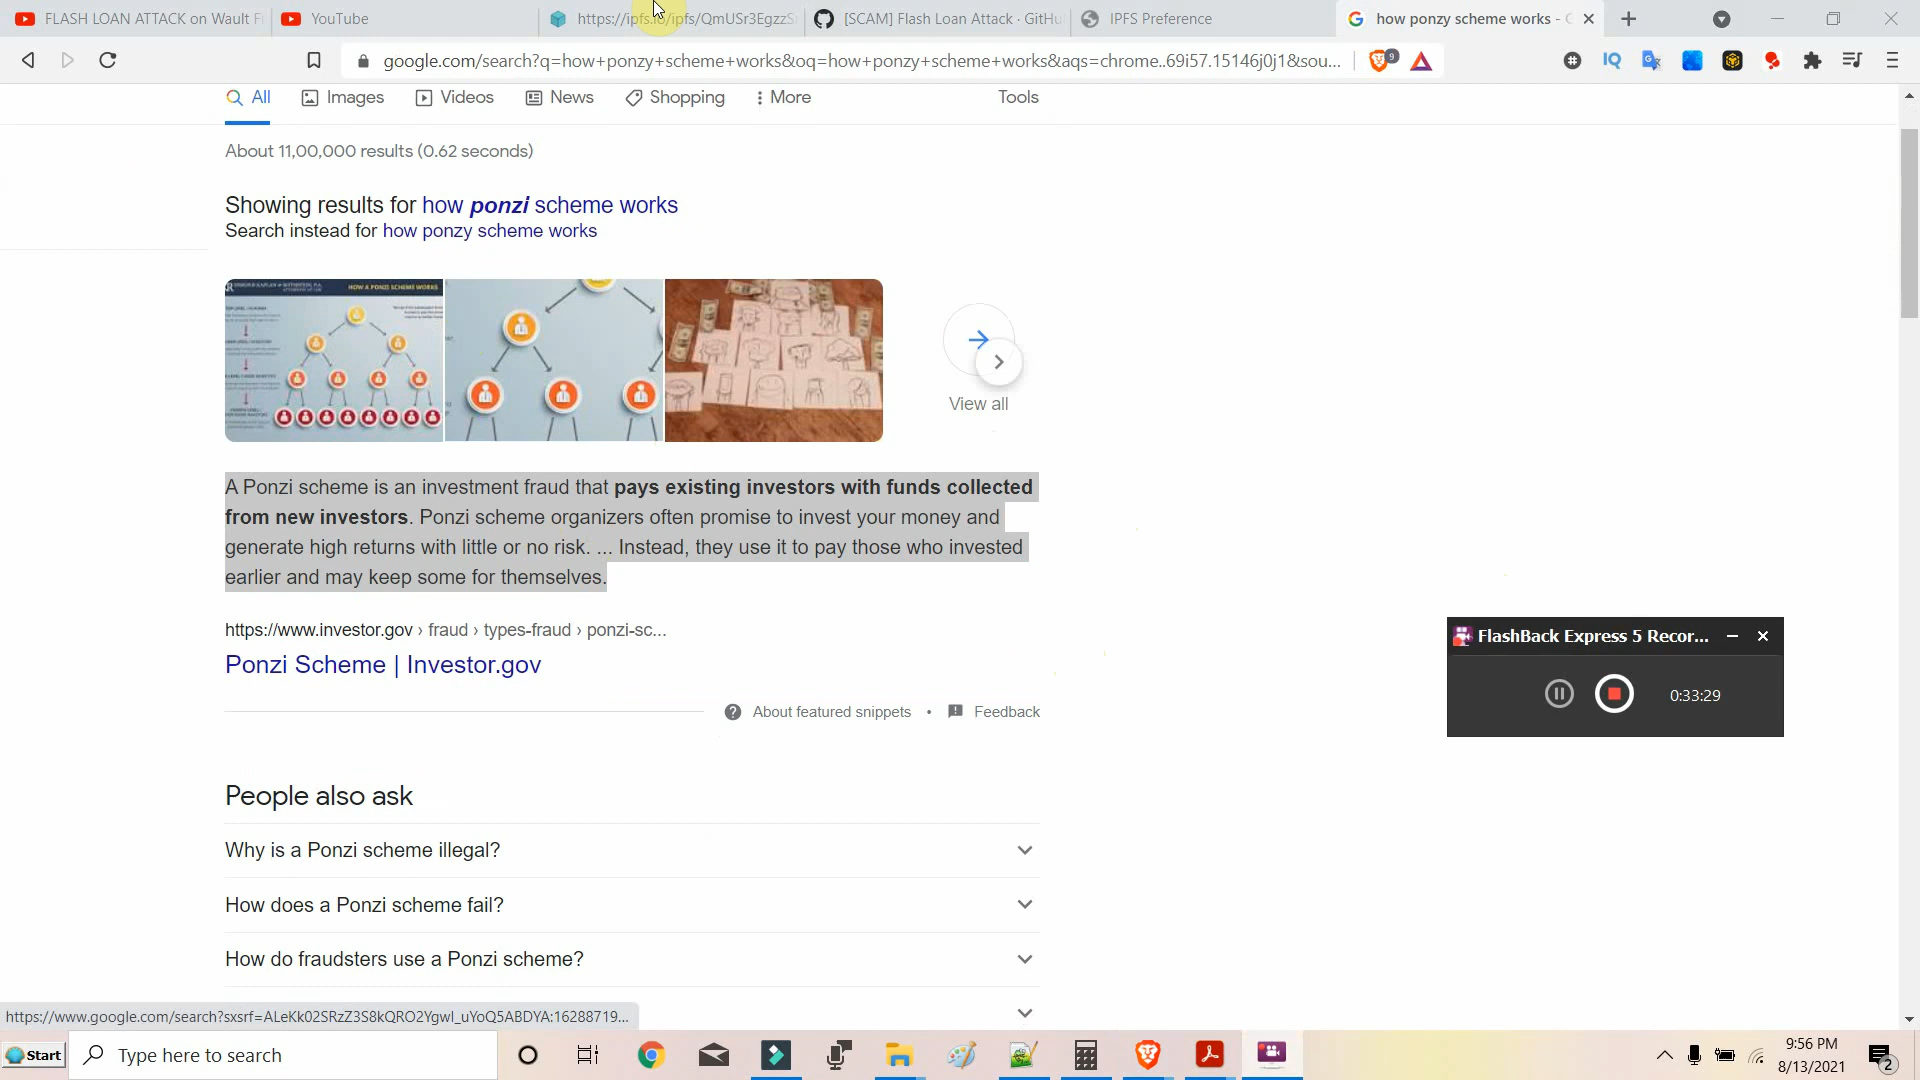 FLASH LOAN ATTACK on Wault Fi
YouTube
https://ipfs.io/ipfs/QmUSr3EgzzS
[SCAM] Flash Loan Attack · GitHu
IPFS Preference
how ponzy scheme works -
google.com/search?q=how+ponzy+scheme+works&oq=how+ponzy+scheme+works&aqs=chrome..69i57.15146j0j1&sou...
9
All
Images
Videos
News
Shopping
More
Tools
About 11,00,000 results (0.62 seconds)
Showing results for how ponzi scheme works
Search instead for how ponzy scheme works
HOW A PONZI SCHEME WORKS
View all
A Ponzi scheme is an investment fraud that pays existing investors with funds collected
from new investors. Ponzi scheme organizers often promise to invest your money and
generate high returns with little or no risk. ... Instead, they use it to pay those who invested
earlier and may keep some for themselves.
https://www.investor.gov › fraud › types-fraud › ponzi-sc...
Ponzi Scheme | Investor.gov
About featured snippets • Feedback
FlashBack Express 5 Recor...
0:33:29
People also ask
Why is a Ponzi scheme illegal?
How does a Ponzi scheme fail?
How do fraudsters use a Ponzi scheme?
https://www.google.com/search?sxsrf=ALeKk02SRzZ3S8kQRO2Ygwl_uYoQ5ABDYA:16288719...
Start
Type here to search
9:56 PM
8/13/2021
2